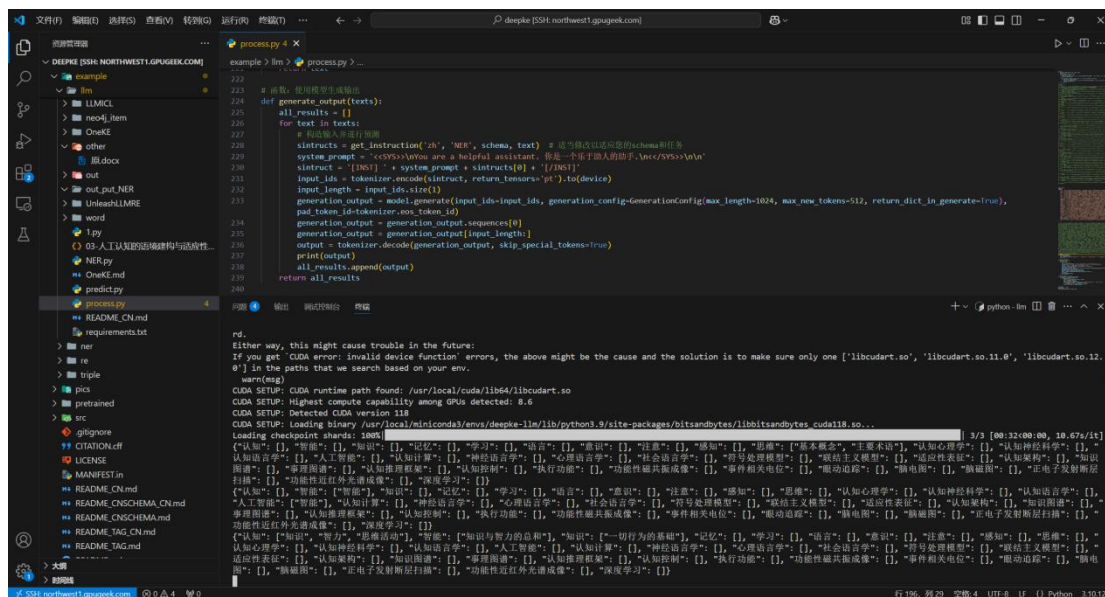 文件(F) 编辑(E) 选择(S) 查看(V) 转到(G) 运行(R) 终端(T) ··· deepke [SSH: northwest1.gpugeek.com]
资源管理器
DEEPKE [SSH: NORTHWEST1.GPUGEEK.COM]
example
llm
LLMICL
neo4j_item
OneKE
other
原.docx
out
out_put_NER
UnleashLLMRE
word
1.py
03-人工认知的语境建构与适应性...
NER.py
OneKE.md
predict.py
process.py 4
README_CN.md
requirements.txt
ner
re
triple
pics
pretrained
src
.gitignore
CITATION.cff
LICENSE
MANIFEST.in
README_CN.md
README_CNSCHEMA_CN.md
README_CNSCHEMA.md
README_TAG_CN.md
README_TAG.md
大纲
时间线
process.py 4
example > llm > process.py > ...
222
223 # 函数: 使用模型生成输出
224 def generate_output(texts):
225 all_results = []
226 for text in texts:
227 # 构造输入并进行预测
228 sintructs = get_instruction('zh', 'NER', schema, text) # 适当修改以适应您的schema和任务
229 system_prompt = '<<SYS>>\nYou are a helpful assistant. 你是一个乐于助人的助手.\n<</SYS>>\n\n'
230 sintruct = '[INST] ' + system_prompt + sintructs[0] + '[/INST]'
231 input_ids = tokenizer.encode(sintruct, return_tensors='pt').to(device)
232 input_length = input_ids.size(1)
233 generation_output = model.generate(input_ids=input_ids, generation_config=GenerationConfig(max_length=1024, max_new_tokens=512, return_dict_in_generate=True),
pad_token_id=tokenizer.eos_token_id)
234 generation_output = generation_output.sequences[0]
235 generation_output = generation_output[input_length:]
236 output = tokenizer.decode(generation_output, skip_special_tokens=True)
237 print(output)
238 all_results.append(output)
239 return all_results
240
问题 4 输出 调试控制台 终端 python - llm
rd.
Either way, this might cause trouble in the future:
If you get `CUDA error: invalid device function` errors, the above might be the cause and the solution is to make sure only one ['libcudart.so', 'libcudart.so.11.0', 'libcudart.so.12.
0'] in the paths that we search based on your env.
warn(msg)
CUDA SETUP: CUDA runtime path found: /usr/local/cuda/lib64/libcudart.so
CUDA SETUP: Highest compute capability among GPUs detected: 8.6
CUDA SETUP: Detected CUDA version 118
CUDA SETUP: Loading binary /usr/local/miniconda3/envs/deepke-llm/lib/python3.9/site-packages/bitsandbytes/libbitsandbytes_cuda118.so...
Loading checkpoint shards: 100%| | 3/3 [00:32<00:00, 10.67s/it]
{"认知": [], "智能": [], "知识": [], "记忆": [], "学习": [], "语言": [], "意识": [], "注意": [], "感知": [], "思维": ["基本概念", "主要术语"], "认知心理学": [], "认知神经科学": [], "
认知语言学": [], "人工智能": [], "认知计算": [], "神经语言学": [], "心理语言学": [], "社会语言学": [], "符号处理模型": [], "联结主义模型": [], "适应性表征": [], "认知架构": [], "知识
图谱": [], "事理图谱": [], "认知推理框架": [], "认知控制": [], "执行功能": [], "功能性磁共振成像": [], "事件相关电位": [], "眼动追踪": [], "脑电图": [], "脑磁图": [], "正电子发射断层
扫描": [], "功能性近红外光谱成像": [], "深度学习": []}
{"认知": [], "智能": ["智能"], "知识": [], "记忆": [], "学习": [], "语言": [], "意识": [], "注意": [], "感知": [], "思维": [], "认知心理学": [], "认知神经科学": [], "认知语言学": [],
"人工智能": ["智能"], "认知计算": [], "神经语言学": [], "心理语言学": [], "社会语言学": [], "符号处理模型": [], "联结主义模型": [], "适应性表征": [], "认知架构": [], "知识图谱": [], "
事理图谱": [], "认知推理框架": [], "认知控制": [], "执行功能": [], "功能性磁共振成像": [], "事件相关电位": [], "眼动追踪": [], "脑电图": [], "脑磁图": [], "正电子发射断层扫描": [], "
功能性近红外光谱成像": [], "深度学习": []}
{"认知": ["知识", "智力", "思维活动"], "智能": ["知识与智力的总和"], "知识": ["一切行为的基础"], "记忆": [], "学习": [], "语言": [], "意识": [], "注意": [], "感知": [], "思维": [], "
认知心理学": [], "认知神经科学": [], "认知语言学": [], "人工智能": [], "认知计算": [], "神经语言学": [], "心理语言学": [], "社会语言学": [], "符号处理模型": [], "联结主义模型": [], "
适应性表征": [], "认知架构": [], "知识图谱": [], "事理图谱": [], "认知推理框架": [], "认知控制": [], "执行功能": [], "功能性磁共振成像": [], "事件相关电位": [], "眼动追踪": [], "脑电
图": [], "脑磁图": [], "正电子发射断层扫描": [], "功能性近红外光谱成像": [], "深度学习": []}
SSH: northwest1.gpugeek.com 0 4 0 行 196，列 29 空格: 4 UTF-8 LF Python 3.10.12